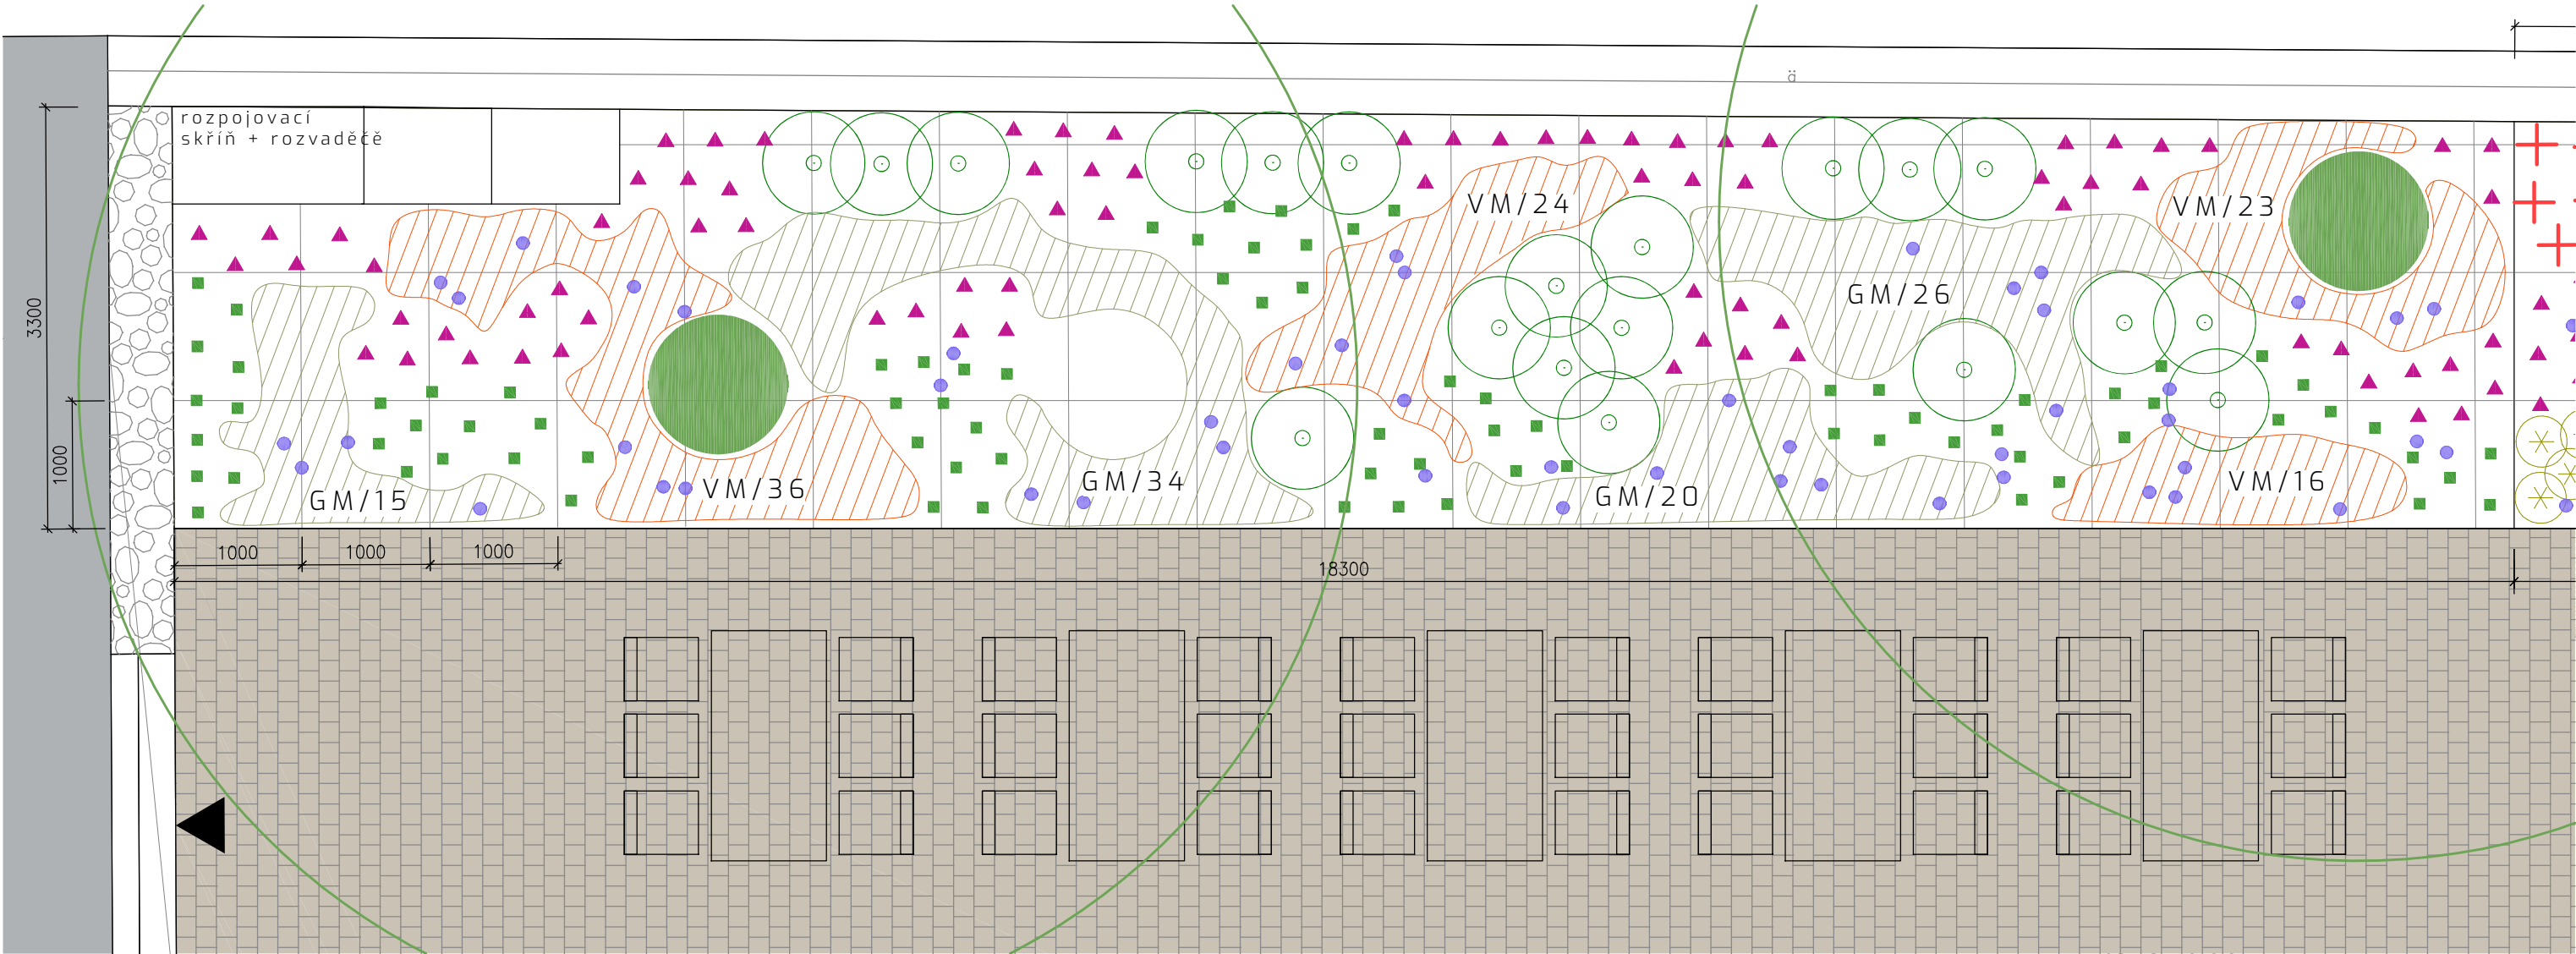 ä
rozpojovací
skříň + rozvaděčě
VM/24
VM/23
GM/26
3300
1000
GM/15
VM/36
GM/34
GM/20
VM/16
1000
1000
1000
18300